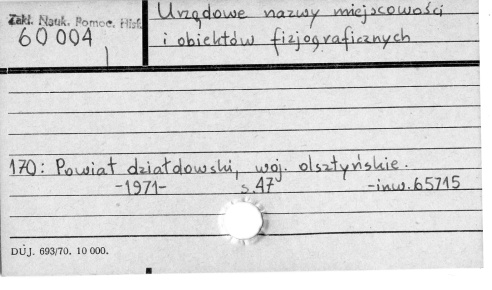 Zakł. Nauk. Pomoc. Hist.
60 004
Urzędowe nazwy miejscowości
i obiektów fizjograficznych
170: Powiat działdowski, woj. olsztyńskie.
-1971- s.47 -inw.65715
DUJ. 693/70. 10 000.